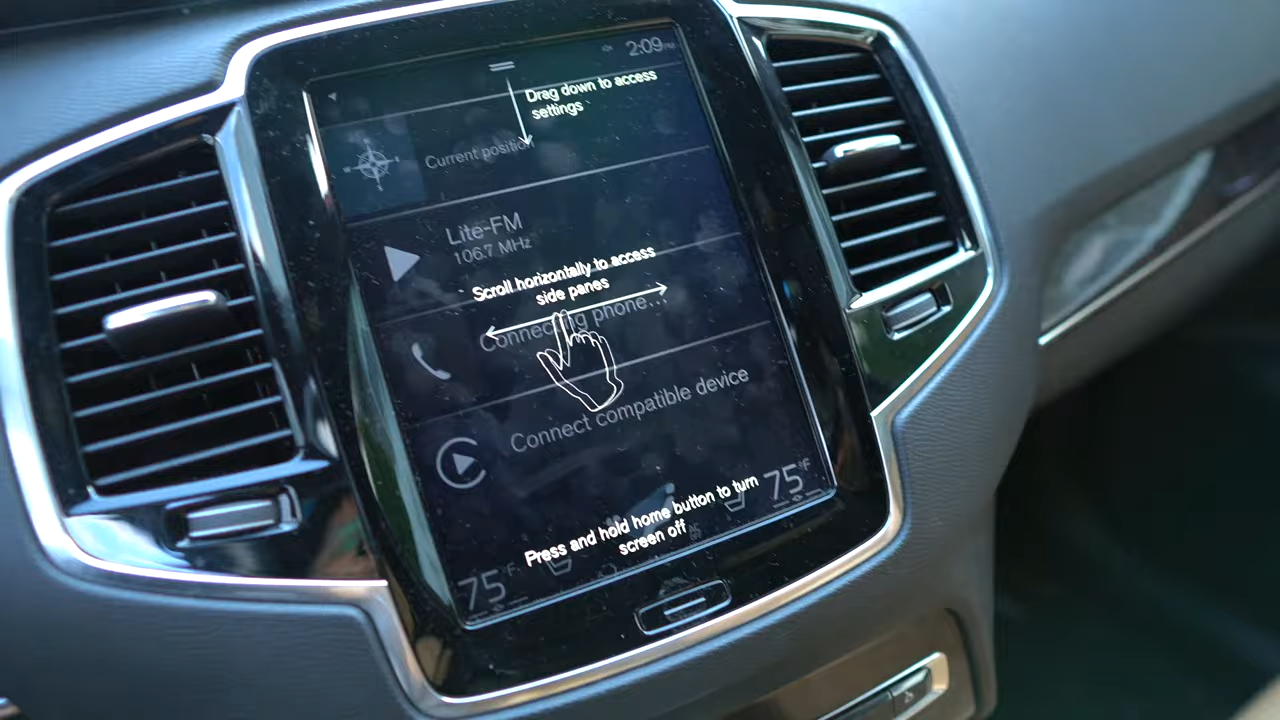 2:09
Drag down to access
settings
Current position
Lite-FM
106.7 MHz
Scroll horizontally to access
side panes
Connecting phone...
Connect compatible device
Press and hold home button to turn
screen off
75°F
75°F